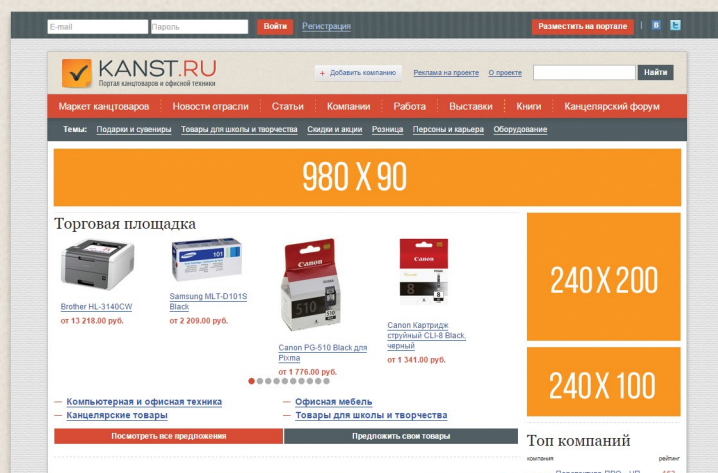 E-mail
Пароль
Войти
Регистрация
Разместить на портале
KANST.RU
Портал канцтоваров и офисной техники
+ Добавить компанию
Реклама на проекте
О проекте
Найти
Маркет канцтоваров
Новости отрасли
Статьи
Компании
Работа
Выставки
Книги
Канцелярский форум
Темы:
Подарки и сувениры
Товары для школы и творчества
Скидки и акции
Розница
Персоны и карьера
Оборудование
980 X 90
Торговая площадка
240 X 200
101
Canon
510
Canon
8
Brother HL-3140CW
от 13 218.00 руб.
Samsung MLT-D101S
Black
от 2 209.00 руб.
Canon PG-510 Black для
Pixma
от 1 776.00 руб.
Canon Картридж
струйный CLI-8 Black,
черный
от 1 341.00 руб.
240 X 100
— Компьютерная и офисная техника
— Офисная мебель
— Канцелярские товары
— Товары для школы и творчества
Посмотреть все предложения
Предложить свои товары
Топ компаний
компания
рейтинг